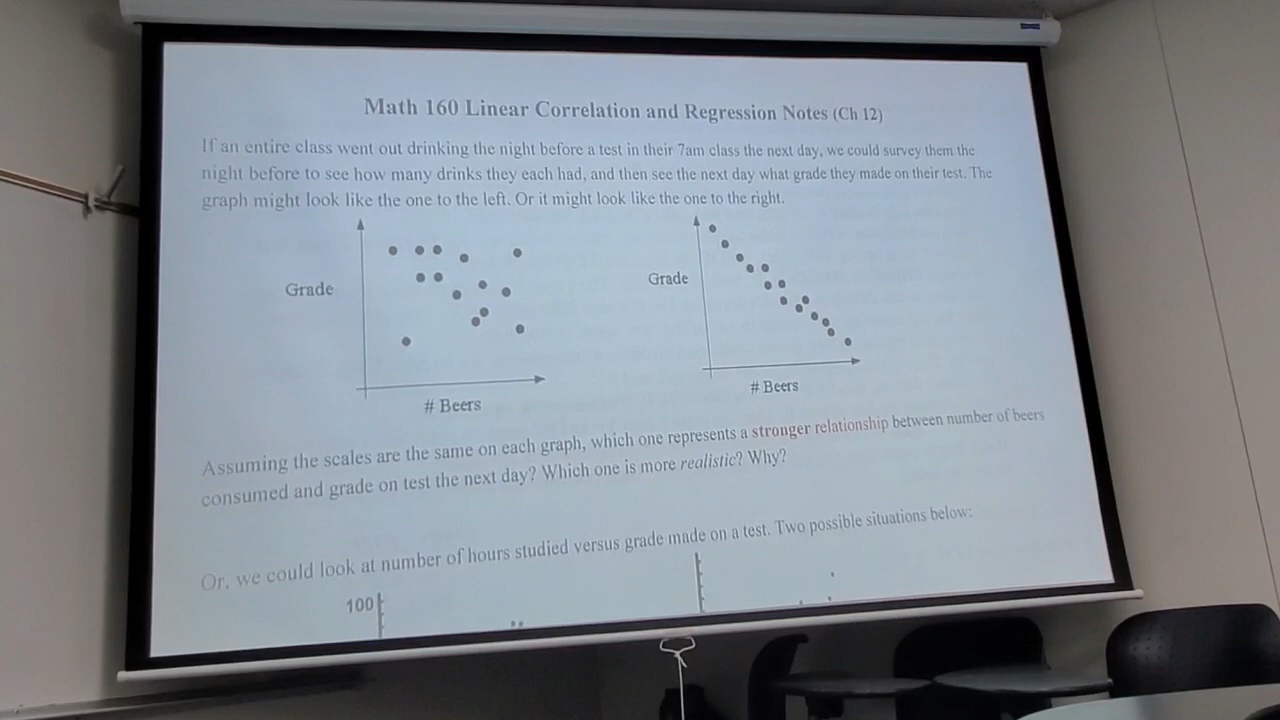 Math 160 Linear Correlation and Regression Notes (Ch 12)
If an entire class went out drinking the night before a test in their 7am class the next day, we could survey them the
night before to see how many drinks they each had, and then see the next day what grade they made on their test. The
graph might look like the one to the left. Or it might look like the one to the right.
Grade
# Beers
Grade
# Beers
Assuming the scales are the same on each graph, which one represents a stronger relationship between number of beers
consumed and grade on test the next day? Which one is more realistic? Why?
Or, we could look at number of hours studied versus grade made on a test. Two possible situations below:
100